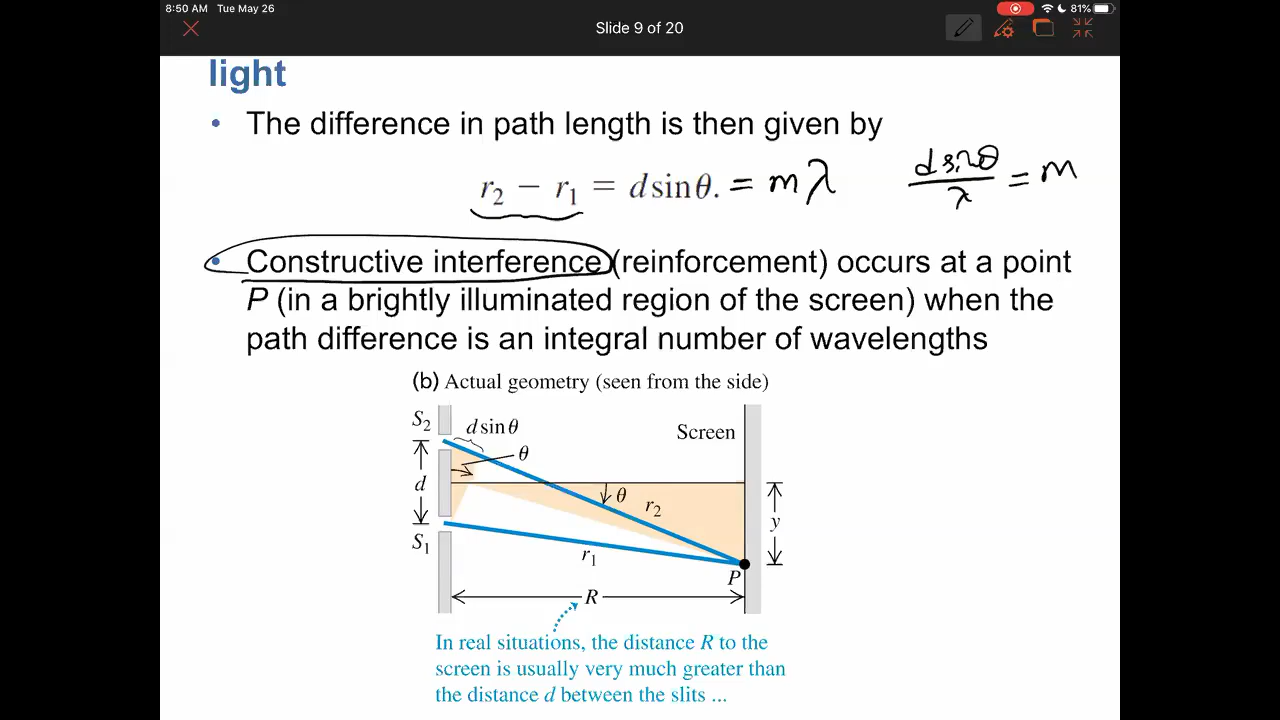 8:50 AM Tue May 26
81%
Slide 9 of 20
light
• The difference in path length is then given by
r₂ − r₁ = d sin θ. = mλ
d sin θ / λ = m
• Constructive interference (reinforcement) occurs at a point
P (in a brightly illuminated region of the screen) when the
path difference is an integral number of wavelengths
(b) Actual geometry (seen from the side)
S₂
d sin θ
Screen
θ
d
θ
r₂
y
S₁
r₁
P
R
In real situations, the distance R to the
screen is usually very much greater than
the distance d between the slits ...